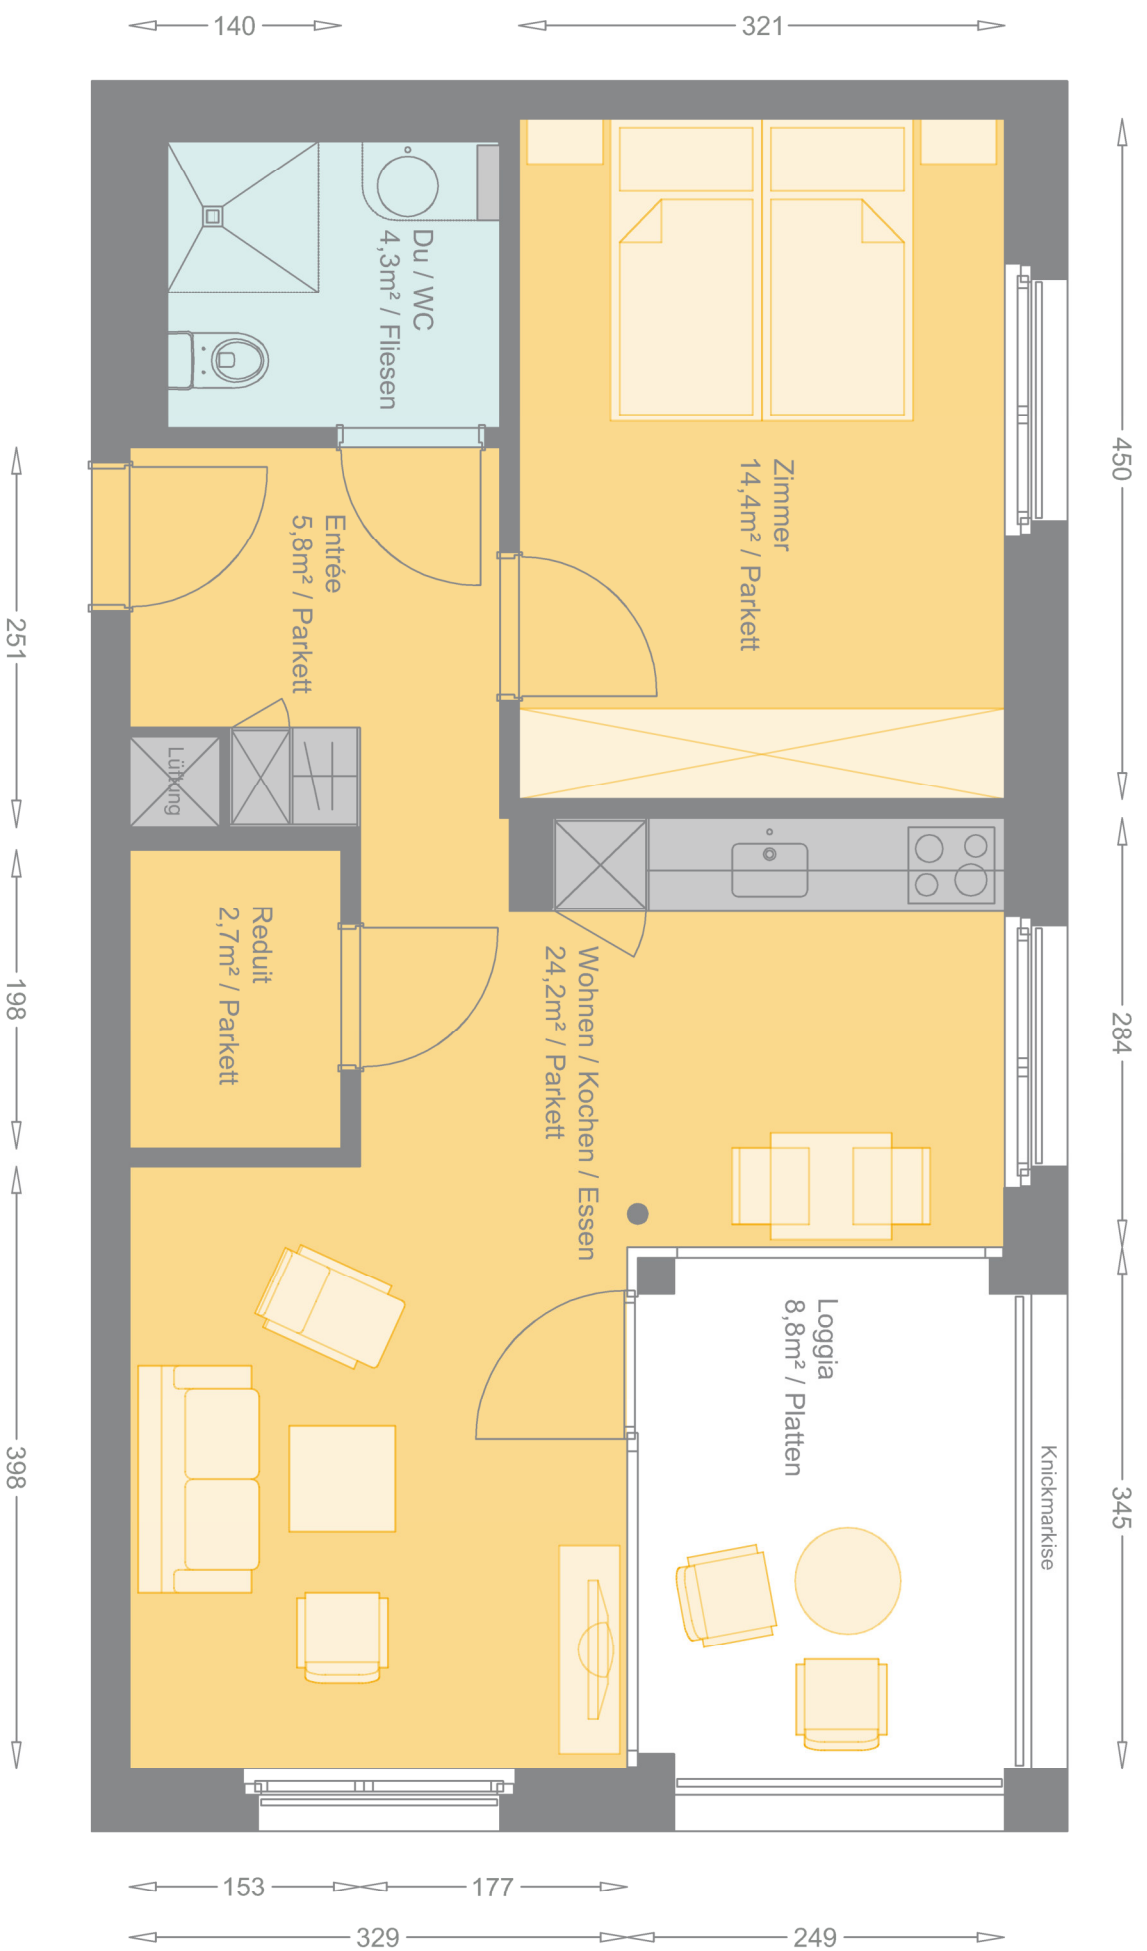 140
321
Du / WC
4,3m² / Fliesen
Zimmer
14,4m² / Parkett
450
Entrée
5,8m² / Parkett
251
Lüftung
Reduit
2,7m² / Parkett
198
Wohnen / Kochen / Essen
24,2m² / Parkett
284
Loggia
8,8m² / Platten
Knickmarkise
398
345
153
177
329
249